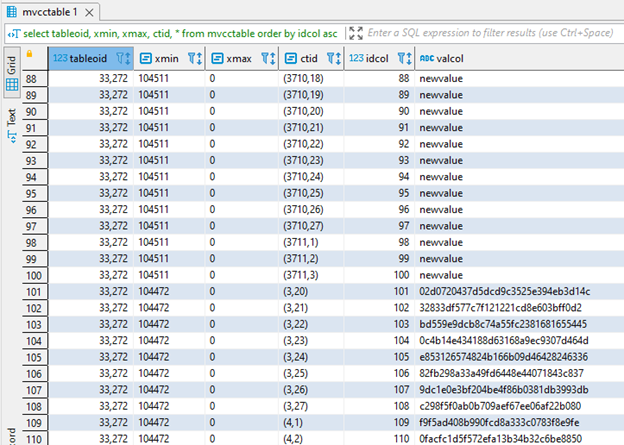 mvcctable 1
select tableoid, xmin, xmax, ctid, * from mvcctable order by idcol asc Enter a SQL expression to filter results (use Ctrl+Space)
Grid
Text
123 tableoid xmin xmax ctid 123 idcol ABC valcol
88 33,272 104511 0 (3710,18) 88 newvalue
89 33,272 104511 0 (3710,19) 89 newvalue
90 33,272 104511 0 (3710,20) 90 newvalue
91 33,272 104511 0 (3710,21) 91 newvalue
92 33,272 104511 0 (3710,22) 92 newvalue
93 33,272 104511 0 (3710,23) 93 newvalue
94 33,272 104511 0 (3710,24) 94 newvalue
95 33,272 104511 0 (3710,25) 95 newvalue
96 33,272 104511 0 (3710,26) 96 newvalue
97 33,272 104511 0 (3710,27) 97 newvalue
98 33,272 104511 0 (3711,1) 98 newvalue
99 33,272 104511 0 (3711,2) 99 newvalue
100 33,272 104511 0 (3711,3) 100 newvalue
101 33,272 104472 0 (3,20) 101 02d0720437d5dcd9c3525e394eb3d14c
102 33,272 104472 0 (3,21) 102 32833df577c7f121221cd8e603bff0d2
103 33,272 104472 0 (3,22) 103 bd559e9dcb8c74a55fc2381681655445
104 33,272 104472 0 (3,23) 104 0c4b14e434188d63168a9ec9307d464d
105 33,272 104472 0 (3,24) 105 e853126574824b166b09d46428246336
106 33,272 104472 0 (3,25) 106 82fb298a33a49fd6448e44071843c837
107 33,272 104472 0 (3,26) 107 9dc1e0e3bf204be4f86b0381db3993db
108 33,272 104472 0 (3,27) 108 c298f5f0ab0b709aef67ee06af22b080
109 33,272 104472 0 (4,1) 109 f9f5ad408b990fcd8a333c0783f8e9fe
110 33,272 104472 0 (4,2) 110 0facfc1d5f572efa13b34b32c6be8850